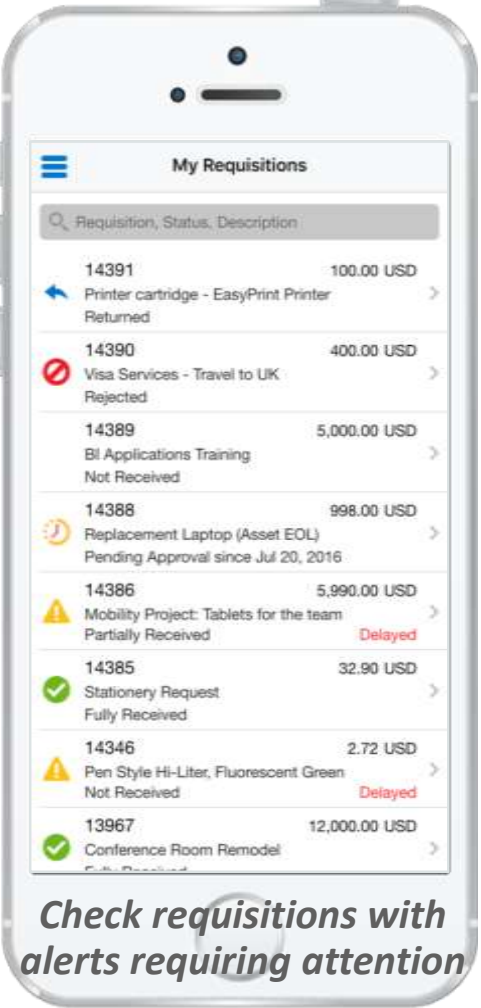 My Requisitions
Requisition, Status, Description
14391 100.00 USD
Printer cartridge - EasyPrint Printer
Returned
14390 400.00 USD
Visa Services - Travel to UK
Rejected
14389 5,000.00 USD
BI Applications Training
Not Received
14388 998.00 USD
Replacement Laptop (Asset EOL)
Pending Approval since Jul 20, 2016
14386 5,990.00 USD
Mobility Project: Tablets for the team
Partially Received Delayed
14385 32.90 USD
Stationery Request
Fully Received
14346 2.72 USD
Pen Style Hi-Liter, Fluorescent Green
Not Received Delayed
13967 12,000.00 USD
Conference Room Remodel
Check requisitions with
alerts requiring attention